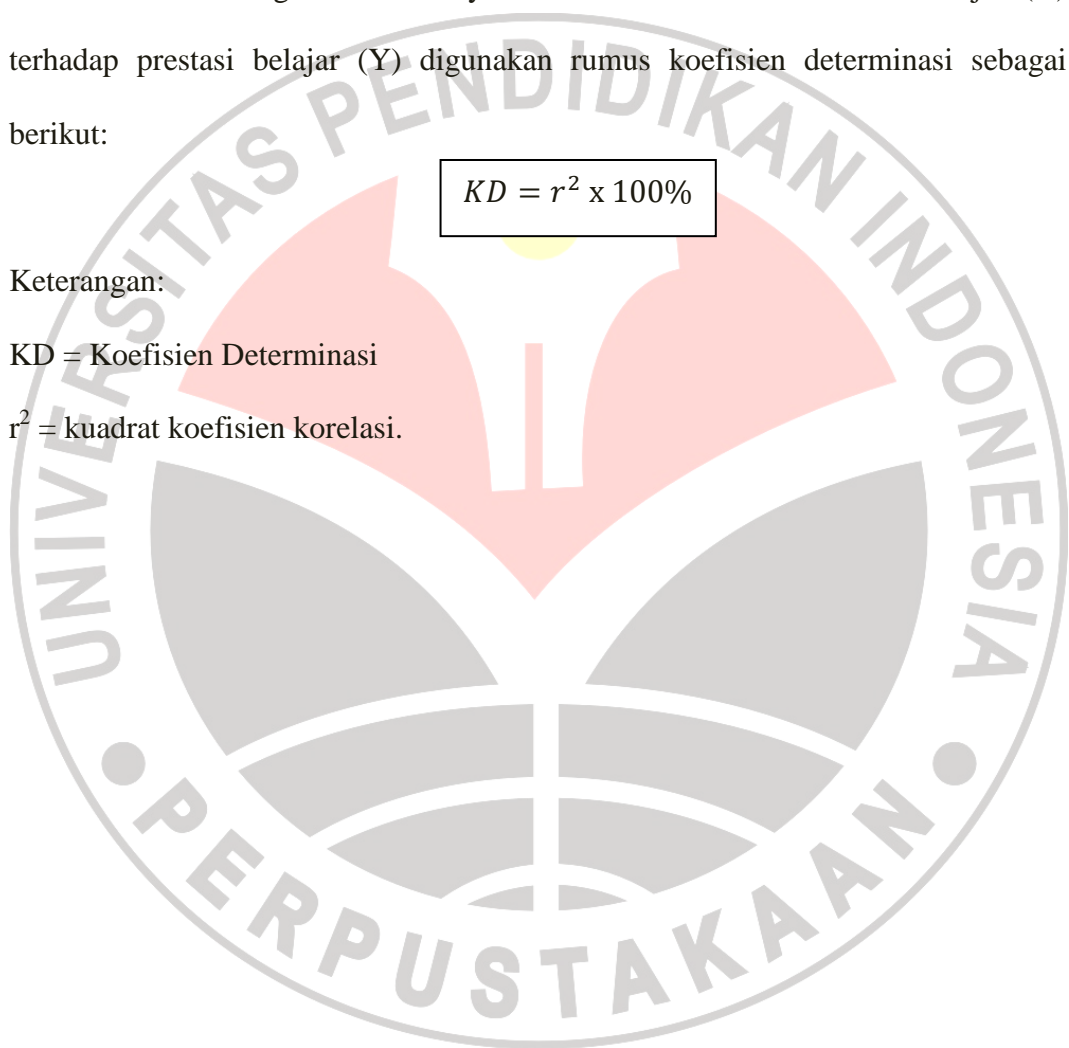 terhadap prestasi belajar (Y) digunakan rumus koefisien determinasi sebagai
berikut:
KD = r² x 100%
Keterangan:
KD = Koefisien Determinasi
r² = kuadrat koefisien korelasi.
UNIVERSITAS PENDIDIKAN INDONESIA
PERPUSTAKAAN